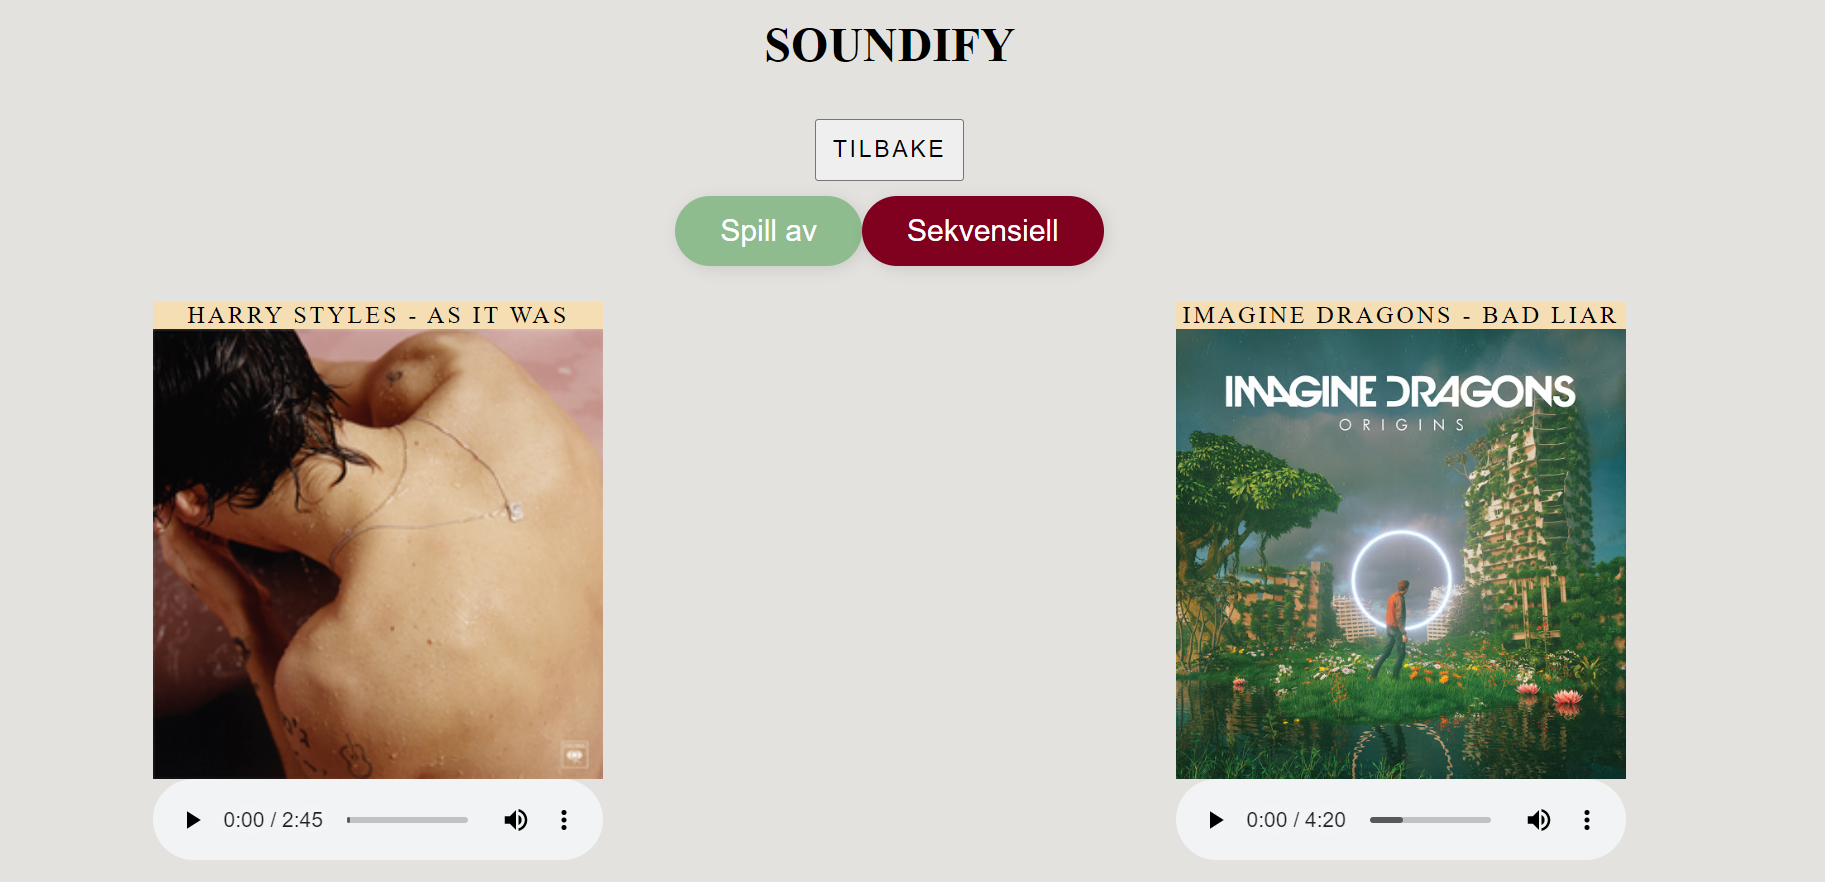 SOUNDIFY
TILBAKE
Spill av
Sekvensiell
HARRY STYLES - AS IT WAS
0:00 / 2:45
IMAGINE DRAGONS - BAD LIAR
IMAGINE DRAGONS
ORIGINS
0:00 / 4:20